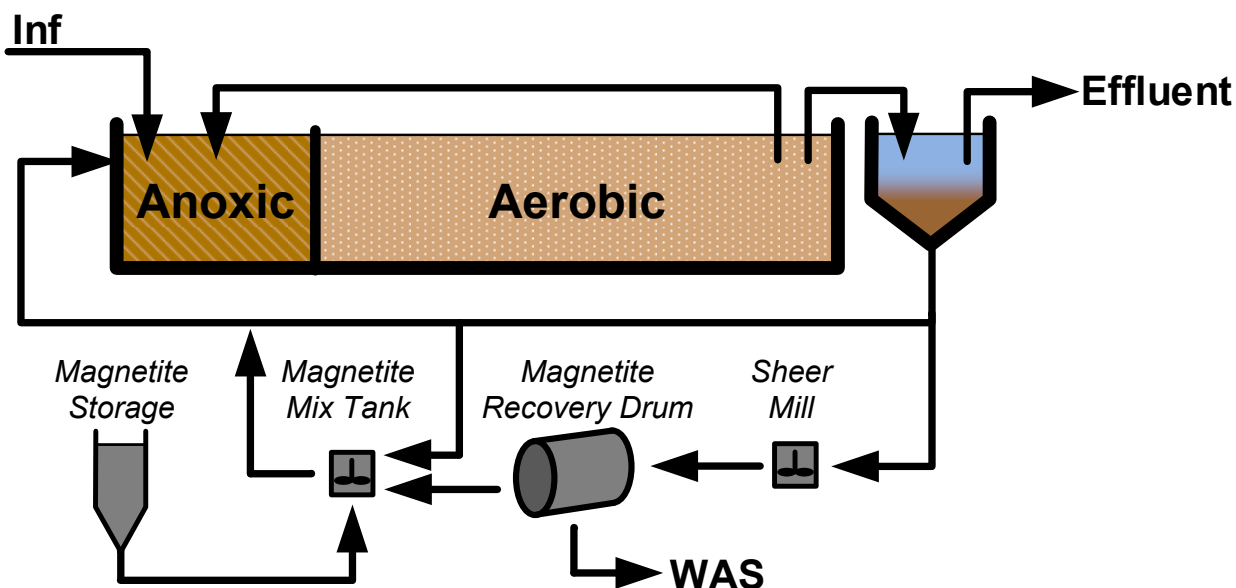 Inf
Effluent
Anoxic
Aerobic
Magnetite
Storage
Magnetite
Mix Tank
Magnetite
Recovery Drum
Sheer
Mill
WAS